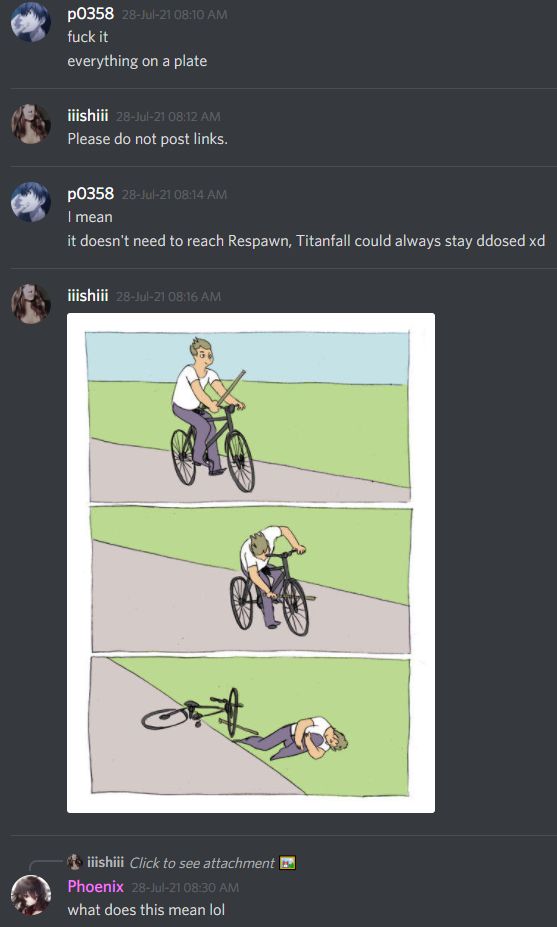 p0358 28-Jul-21 08:10 AM
fuck it
everything on a plate
iiishiii 28-Jul-21 08:12 AM
Please do not post links.
p0358 28-Jul-21 08:14 AM
I mean
it doesn't need to reach Respawn, Titanfall could always stay ddosed xd
iiishiii 28-Jul-21 08:16 AM
iiishiii Click to see attachment
Phoenix 28-Jul-21 08:30 AM
what does this mean lol